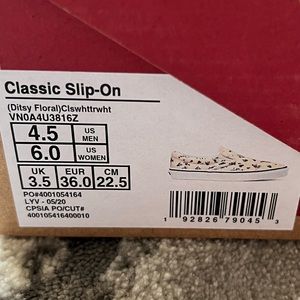 Classic Slip-On
(Ditsy Floral)Clswhttrwht
VN0A4U3816Z
4.5 US MEN
6.0 US WOMEN
UK EUR CM
3.5 36.0 22.5
PO#4001054164
LYV - 05/20
CPSIA PO/CUT#
400105416400010
1 92826 79045 3